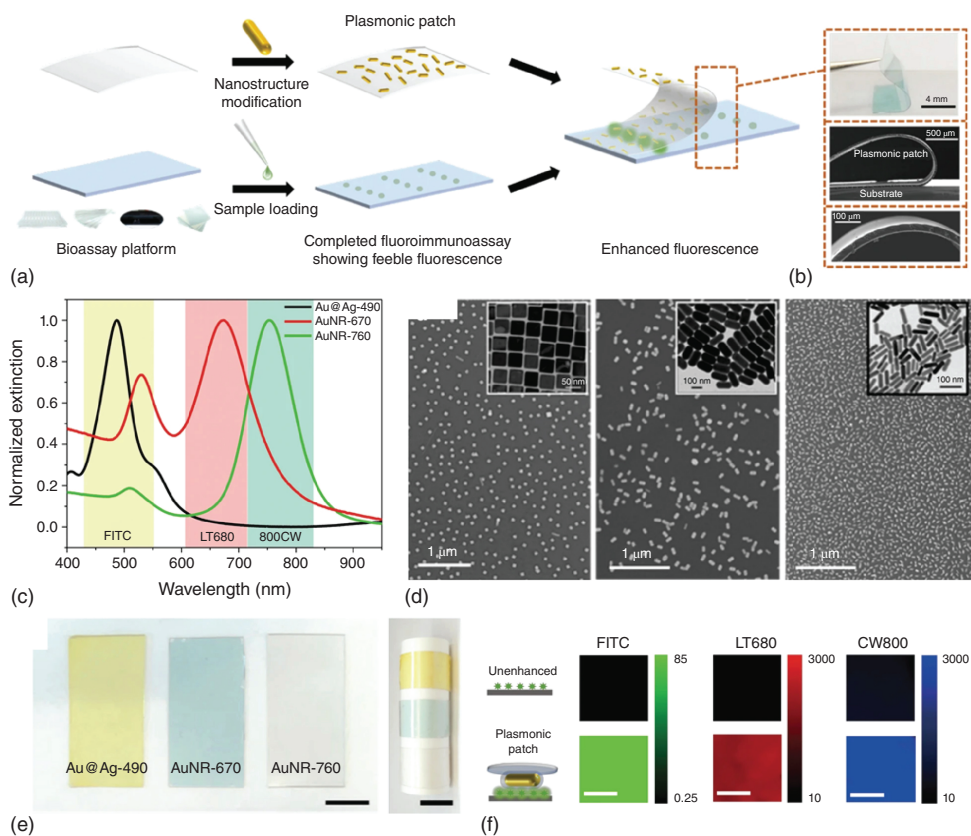 Plasmonic patch
Nanostructure
modification
Sample loading
Bioassay platform
Completed fluoroimmunoassay
showing feeble fluorescence
Enhanced fluorescence
4 mm
500 µm
Plasmonic patch
Substrate
100 µm
(a)
(b)
Normalized extinction
1.0
0.8
0.6
0.4
0.2
0.0
Au@Ag-490
AuNR-670
AuNR-760
FITC
LT680
800CW
400
500
600
700
800
900
Wavelength (nm)
(c)
50 nm
100 nm
100 nm
1 µm
1 µm
1 µm
(d)
Au@Ag-490
AuNR-670
AuNR-760
(e)
FITC
LT680
CW800
Unenhanced
Plasmonic
patch
85
0.25
3000
10
3000
10
(f)